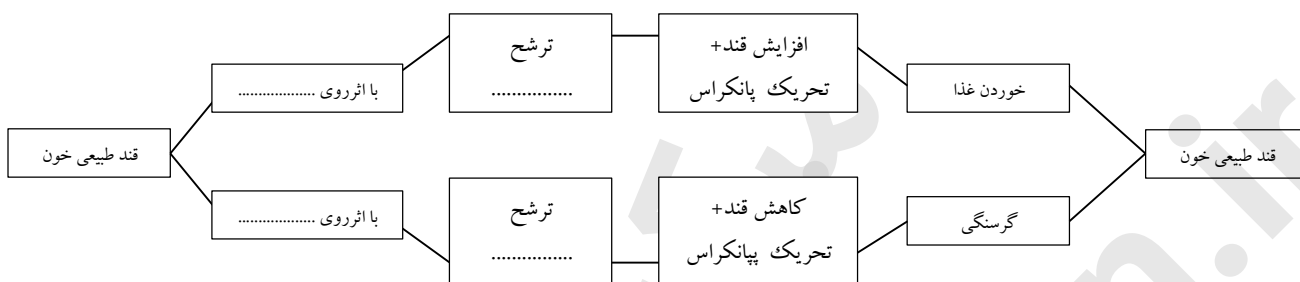 قند طبیعی خون
خوردن غذا
افزایش قند+
تحریک پانکراس
ترشح
................
با اثرروی ...................
گرسنگی
کاهش قند+
تحریک پپانکراس
ترشح
................
با اثرروی ...................
قند طبیعی خون